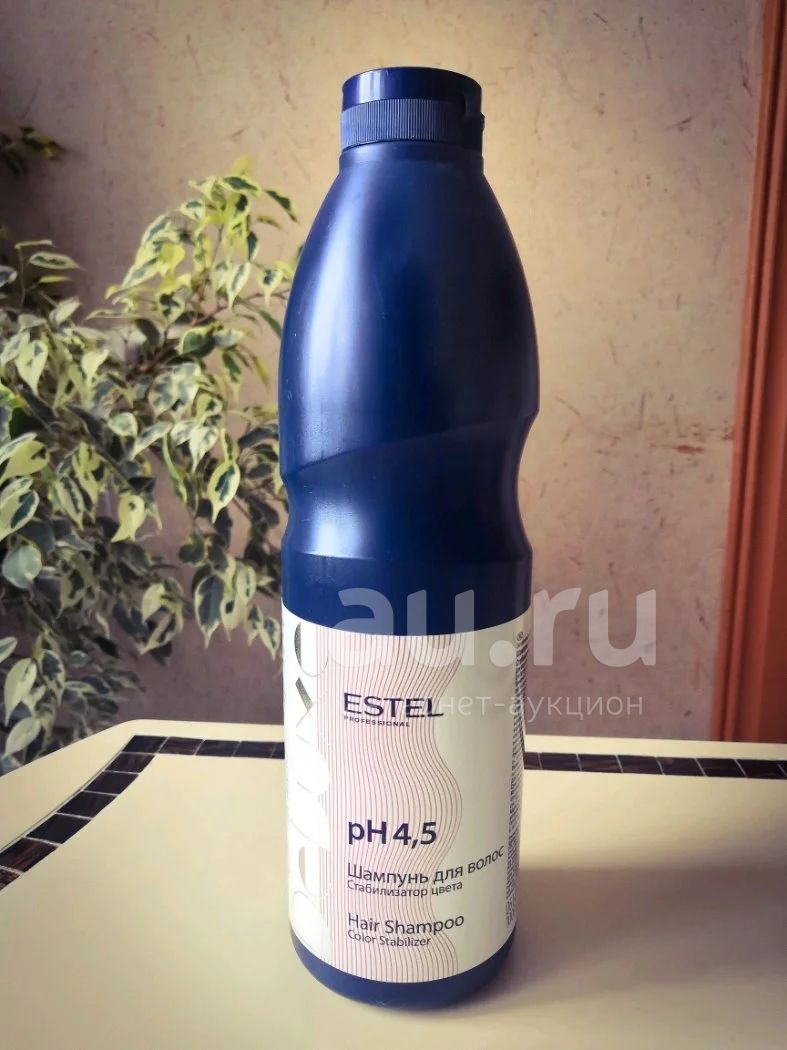 au.ru
нет-аукцион
ESTEL
PROFESSIONAL
pH 4,5
Шампунь для волос
Стабилизатор цвета
Hair Shampoo
Color Stabilizer